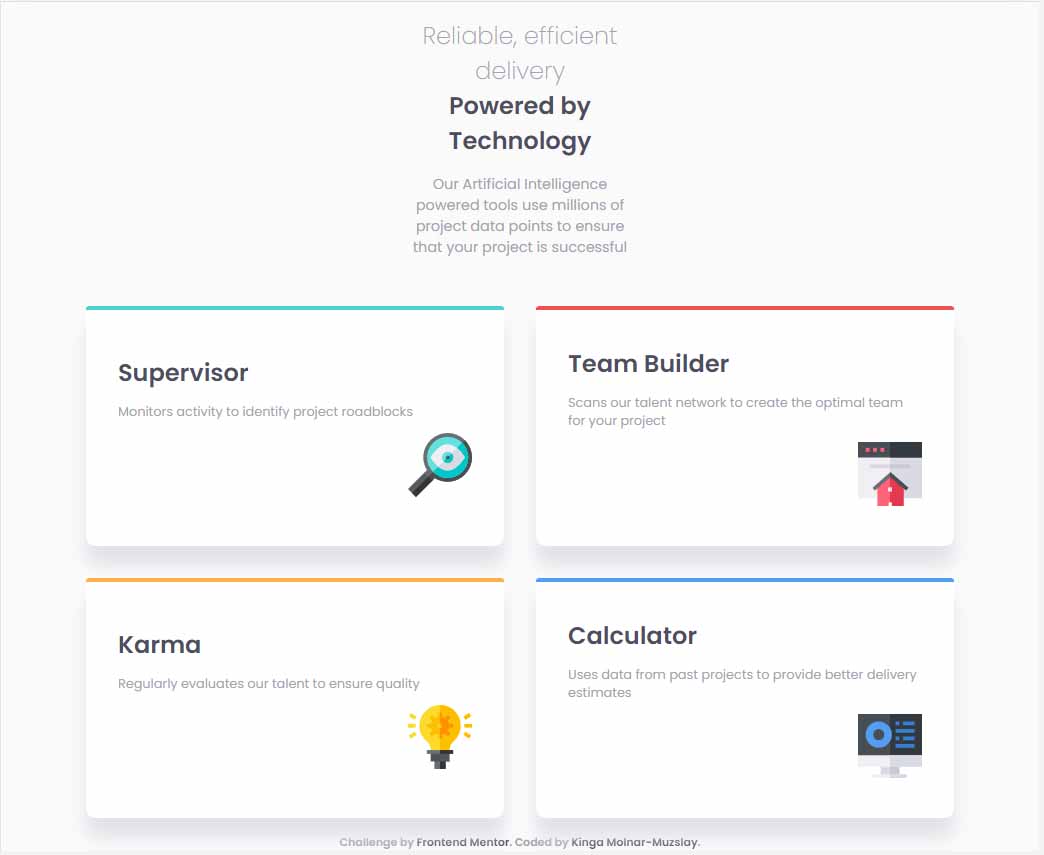 Reliable, efficient
delivery
Powered by
Technology
Our Artificial Intelligence
powered tools use millions of
project data points to ensure
that your project is successful
Supervisor
Monitors activity to identify project roadblocks
Team Builder
Scans our talent network to create the optimal team
for your project
Karma
Regularly evaluates our talent to ensure quality
Calculator
Uses data from past projects to provide better delivery
estimates
Challenge by Frontend Mentor. Coded by Kinga Molnar-Muzslay.